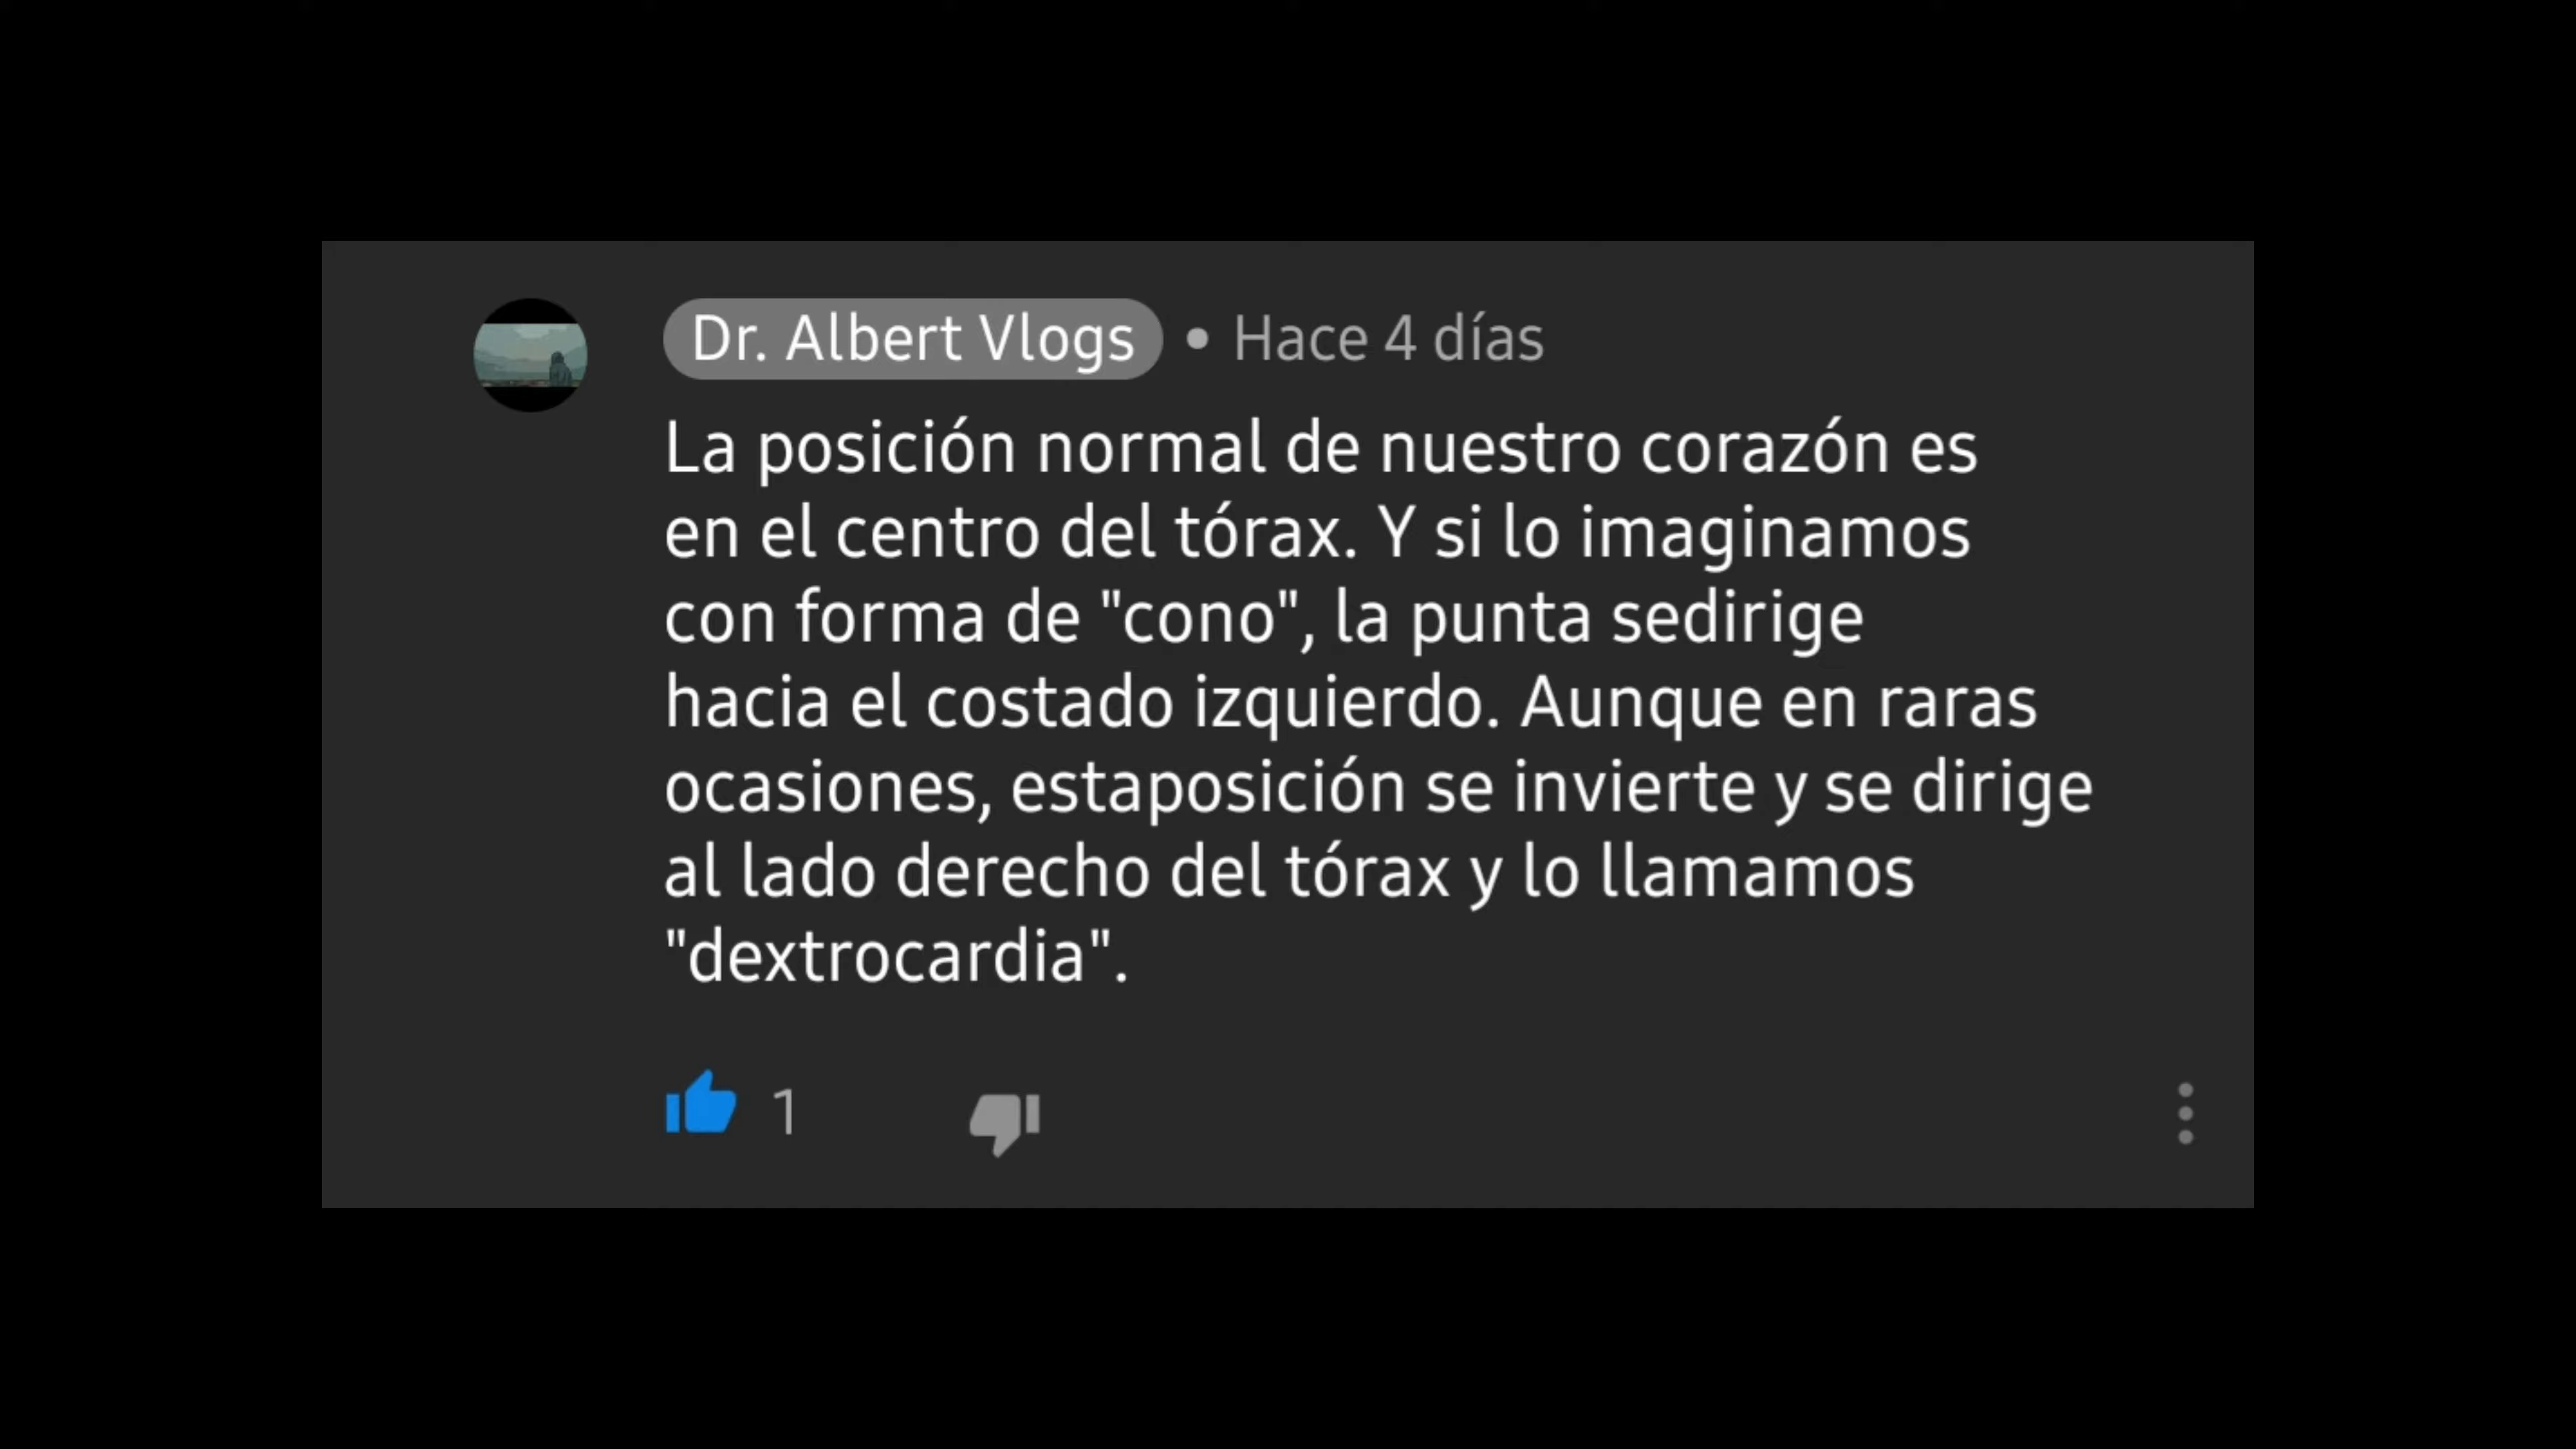 Dr. Albert Vlogs • Hace 4 días
La posición normal de nuestro corazón es
en el centro del tórax. Y si lo imaginamos
con forma de "cono", la punta sedirige
hacia el costado izquierdo. Aunque en raras
ocasiones, estaposición se invierte y se dirige
al lado derecho del tórax y lo llamamos
"dextrocardia".
1